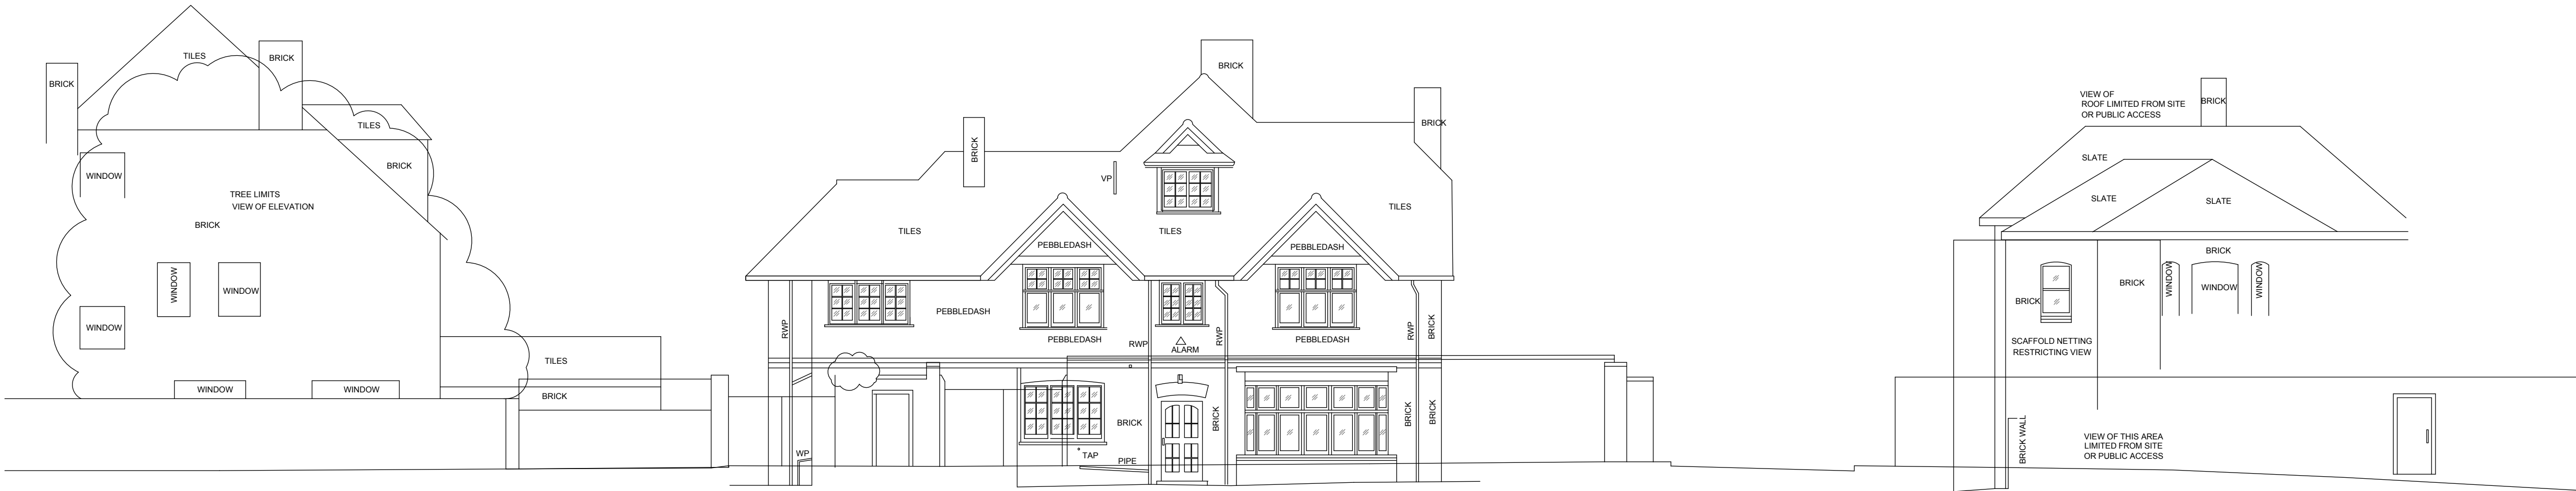 BRICK
TILES
BRICK
TILES
BRICK
WINDOW
TREE LIMITS
VIEW OF ELEVATION
BRICK
WINDOW
WINDOW
WINDOW
WINDOW
WINDOW
TILES
BRICK
BRICK
BRICK
BRICK
VP
TILES
TILES
TILES
PEBBLEDASH
PEBBLEDASH
PEBBLEDASH
RWP
PEBBLEDASH
RWP
ALARM
RWP
PEBBLEDASH
RWP
BRICK
BRICK
BRICK
BRICK
BRICK
WP
TAP
PIPE
VIEW OF
ROOF LIMITED FROM SITE
OR PUBLIC ACCESS
BRICK
SLATE
SLATE
SLATE
BRICK
BRICK
BRICK
WINDOW
WINDOW
WINDOW
SCAFFOLD NETTING
RESTRICTING VIEW
BRICK WALL
VIEW OF THIS AREA
LIMITED FROM SITE
OR PUBLIC ACCESS